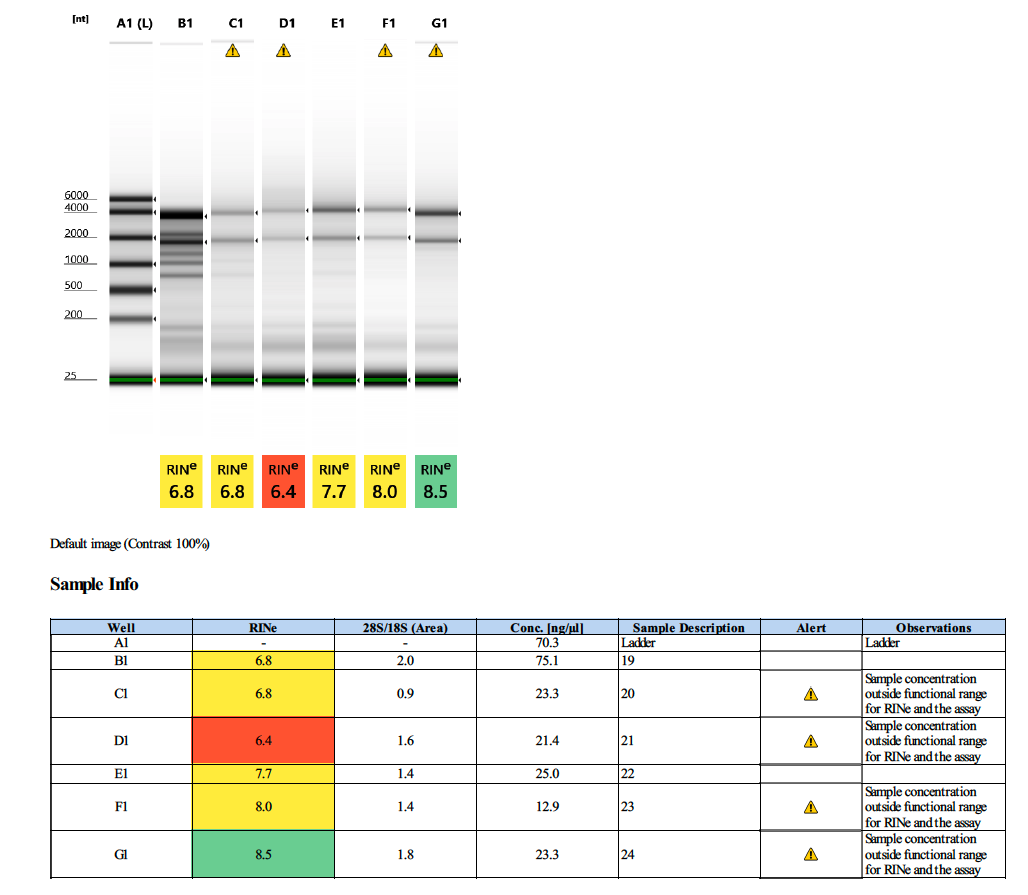 [nt] A1 (L) B1 C1 D1 E1 F1 G1
6000
4000
2000
1000
500
200
25
RINe RINe RINe RINe RINe RINe
6.8 6.8 6.4 7.7 8.0 8.5
Default image (Contrast 100%)
Sample Info
Well RINe 28S/18S (Area) Conc. [ng/µl] Sample Description Alert Observations
A1 - - 70.3 Ladder Ladder
B1 6.8 2.0 75.1 19
C1 6.8 0.9 23.3 20 Sample concentration
outside functional range
for RINe and the assay
D1 6.4 1.6 21.4 21 Sample concentration
outside functional range
for RINe and the assay
E1 7.7 1.4 25.0 22
F1 8.0 1.4 12.9 23 Sample concentration
outside functional range
for RINe and the assay
G1 8.5 1.8 23.3 24 Sample concentration
outside functional range
for RINe and the assay